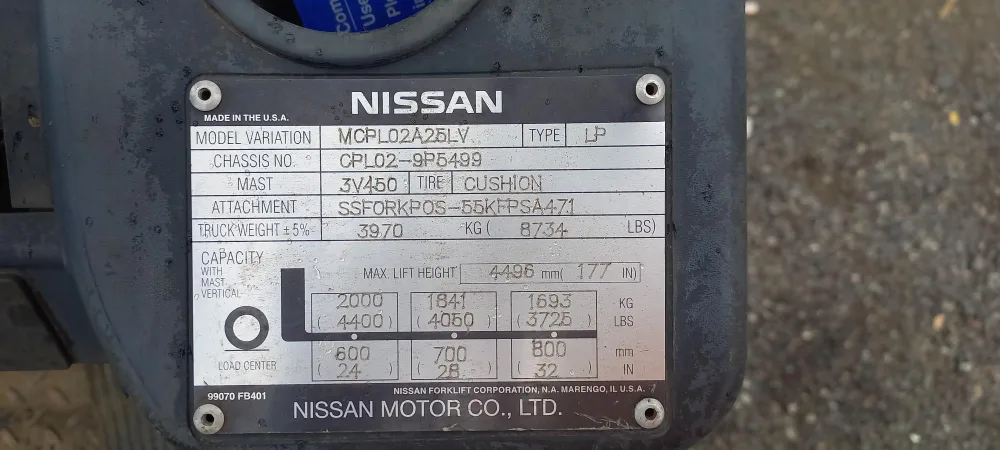 Com
Use
Pl
MADE IN THE U.S.A.
NISSAN
MODEL VARIATION MCPL02A25LV TYPE LP
CHASSIS NO. CPL02-9P5499
MAST 3V450 TIRE CUSHION
ATTACHMENT SSFORKPOS-55KFPSA471
TRUCK WEIGHT ±5% 3970 KG ( 8734 LBS)
CAPACITY
WITH
MAST
VERTICAL
MAX. LIFT HEIGHT 4496 mm( 177 IN)
2000 1841 1693 KG
( 4400 ) ( 4050 ) ( 3725 ) LBS
600 700 800 mm
( 24 ) ( 28 ) ( 32 ) IN
LOAD CENTER
99070 FB401
NISSAN FORKLIFT CORPORATION, N.A. MARENGO, IL U.S.A.
NISSAN MOTOR CO., LTD.